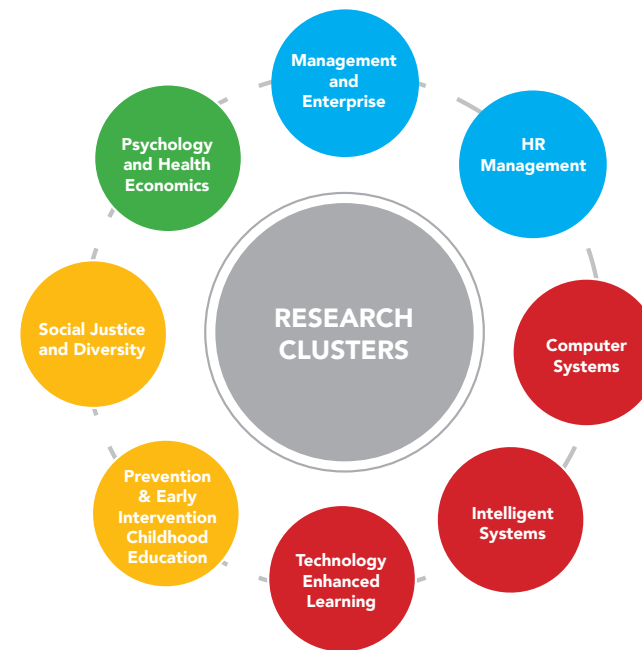 Management
and
Enterprise
HR
Management
Psychology
and Health
Economics
RESEARCH
CLUSTERS
Social Justice
and Diversity
Computer
Systems
Prevention
& Early
Intervention
Childhood
Education
Intelligent
Systems
Technology
Enhanced
Learning